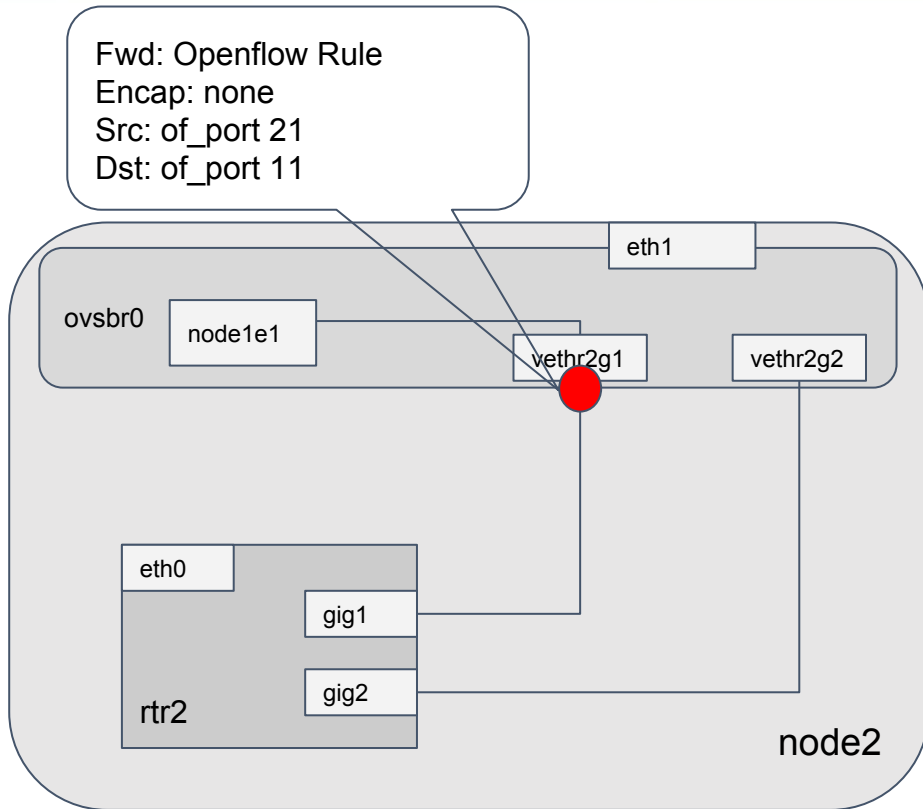 Fwd: Openflow Rule
Encap: none
Src: of_port 21
Dst: of_port 11
eth1
ovsbr0
node1e1
vethr2g1
vethr2g2
eth0
gig1
gig2
rtr2
node2